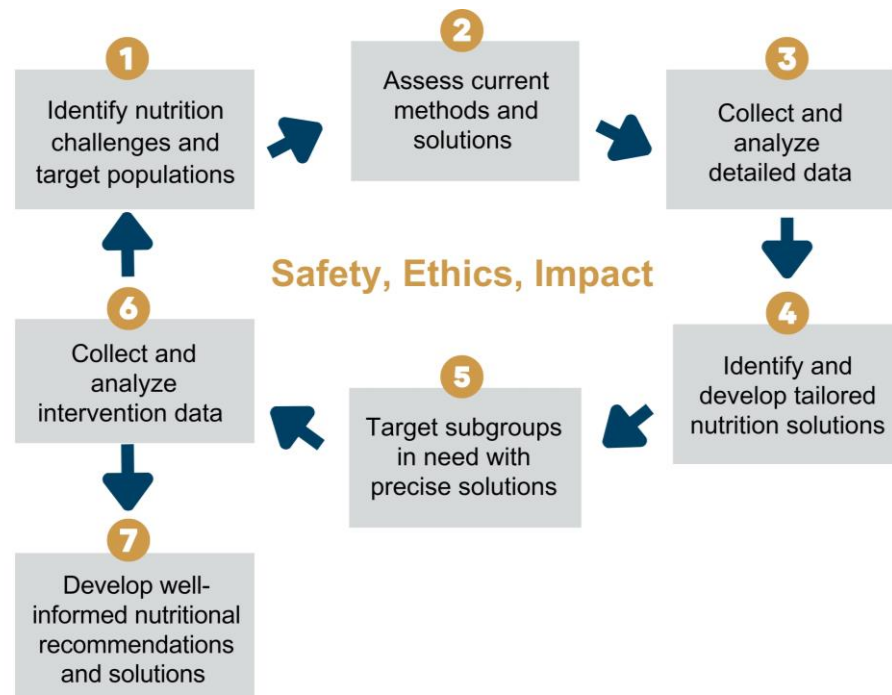 1
Identify nutrition
challenges and
target populations
2
Assess current
methods and
solutions
3
Collect and
analyze
detailed data
Safety, Ethics, Impact
4
Identify and
develop tailored
nutrition solutions
5
Target subgroups
in need with
precise solutions
6
Collect and
analyze
intervention data
7
Develop well-
informed nutritional
recommendations
and solutions